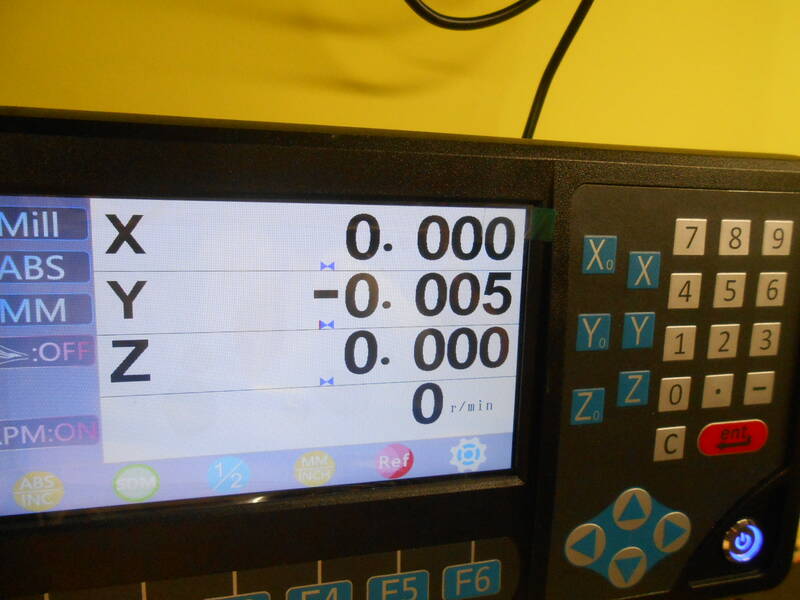 Mill
ABS
MM
:OFF
RPM:ON
X 0.000
Y -0.005
Z 0.000
0 r/min
ABS
INC
SDM
1/2
MM
INCH
Ref
F4 F5 F6
X₀ X 7 8 9
4 5 6
Y₀ Y 1 2 3
Z₀ Z 0 . -
C ent